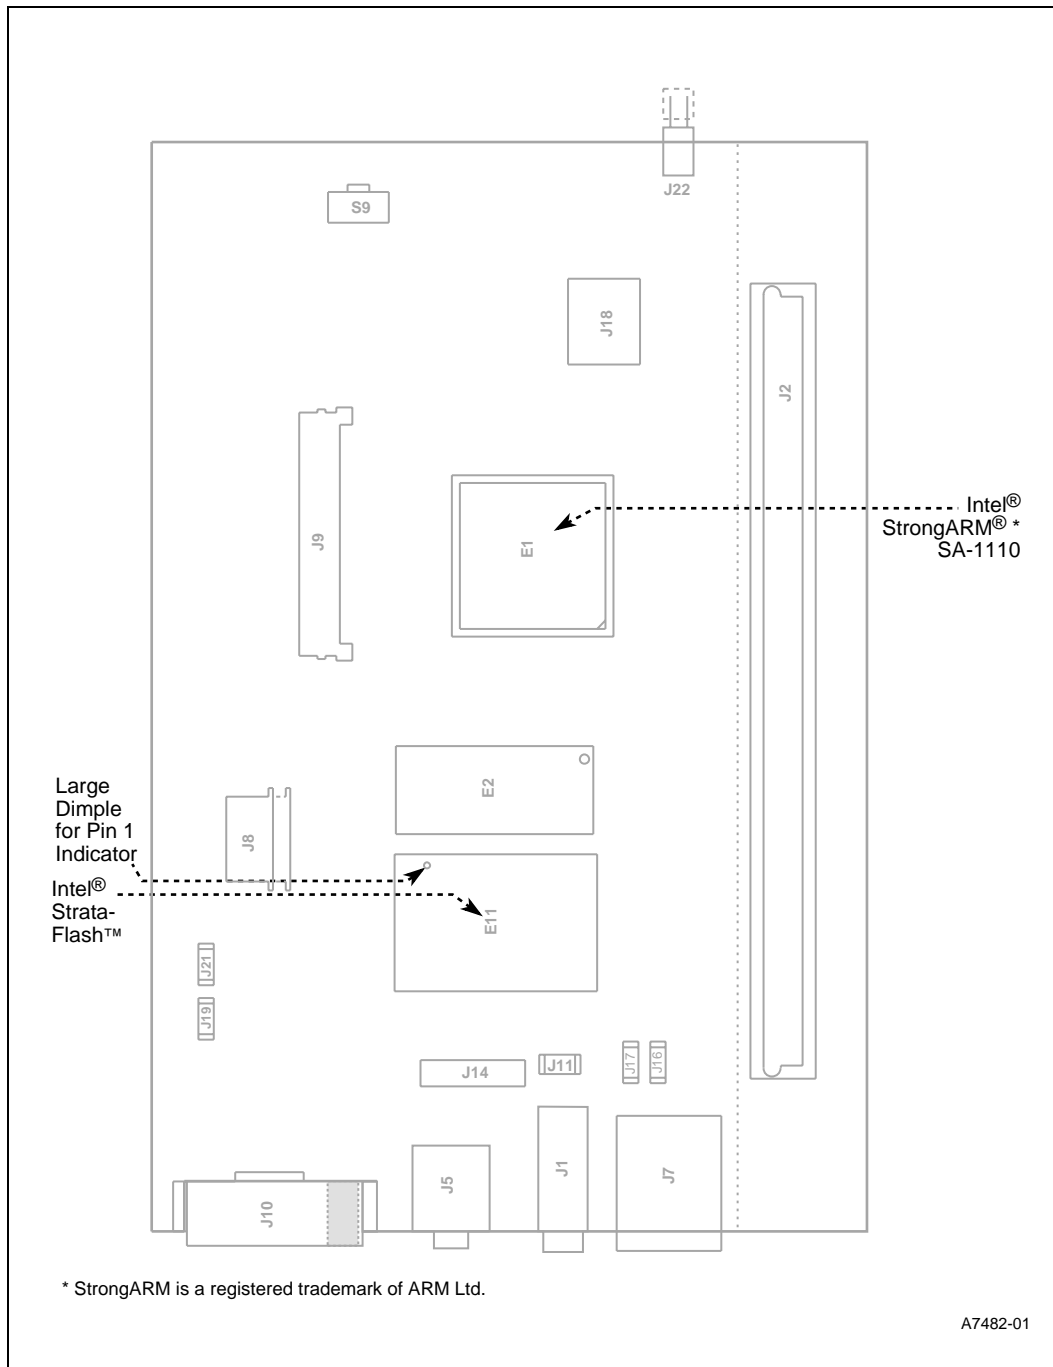 J22
S9
J18
J2
J9
E1
Intel®
StrongARM® *
SA-1110
Large
Dimple
for Pin 1
Indicator
E2
J8
Intel®
Strata-
Flash™
E11
J21
J19
J14
J11
J17
J16
J10
J5
J1
J7
* StrongARM is a registered trademark of ARM Ltd.
A7482-01